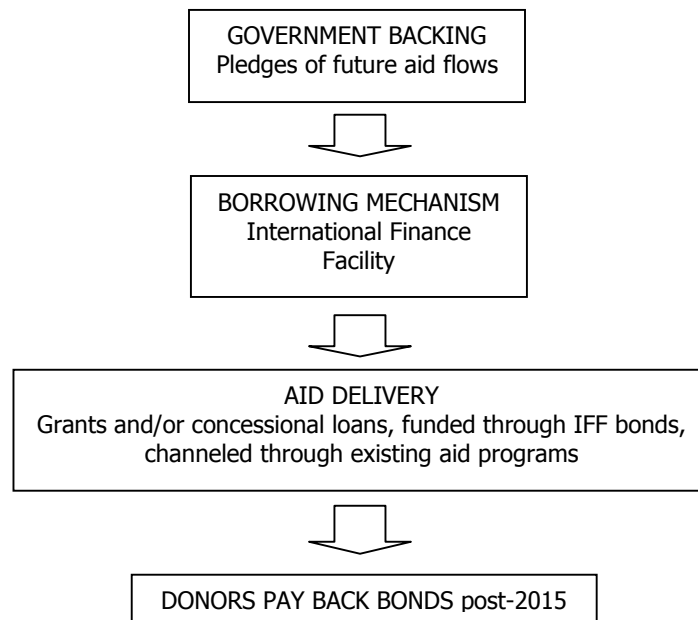 GOVERNMENT BACKING
Pledges of future aid flows
BORROWING MECHANISM
International Finance
Facility
AID DELIVERY
Grants and/or concessional loans, funded through IFF bonds,
channeled through existing aid programs
DONORS PAY BACK BONDS post-2015